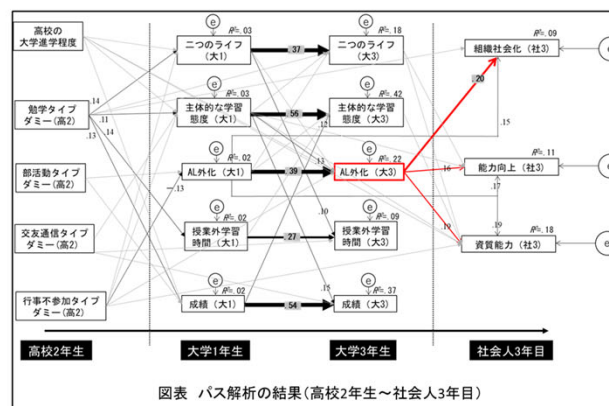 高校の
大学進学程度
勉学タイプ
ダミー(高2)
部活動タイプ
ダミー(高2)
交友通信タイプ
ダミー(高2)
行事不参加タイプ
ダミー(高2)
.14
.11
.13
.14
.13
e
R²=.03
二つのライフ
(大1)
e
R²=.03
主体的な学習
態度(大1)
e
R²=.02
AL外化(大1)
e
R²=.02
授業外学習
時間(大1)
e
R²=.02
成績(大1)
.37
.56
.39
.27
.54
.12
.13
.10
.15
e
R²=.18
二つのライフ
(大3)
e
R²=.42
主体的な学習
態度(大3)
e
R²=.22
AL外化(大3)
e
R²=.09
授業外学習
時間(大3)
e
R²=.37
成績(大3)
.20
.15
.16
.17
.19
.19
R²=.09
組織社会化(社3)
e
R²=.11
能力向上(社3)
e
R²=.18
資質能力(社3)
e
高校2年生
大学1年生
大学3年生
社会人3年目
図表 パス解析の結果(高校2年生~社会人3年目)